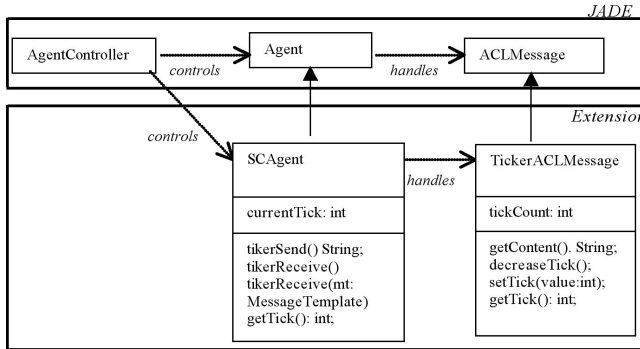 JADE
AgentController
Agent
ACLMessage
controls
handles
Extension
controls
SCAgent
TickerACLMessage
handles
currentTick: int
tickCount: int
tikerSend() String;
tikerReceive()
tikerReceive(mt:
MessageTemplate)
getTick(): int;
getContent(). String;
decreaseTick();
setTick(value:int);
getTick(): int;